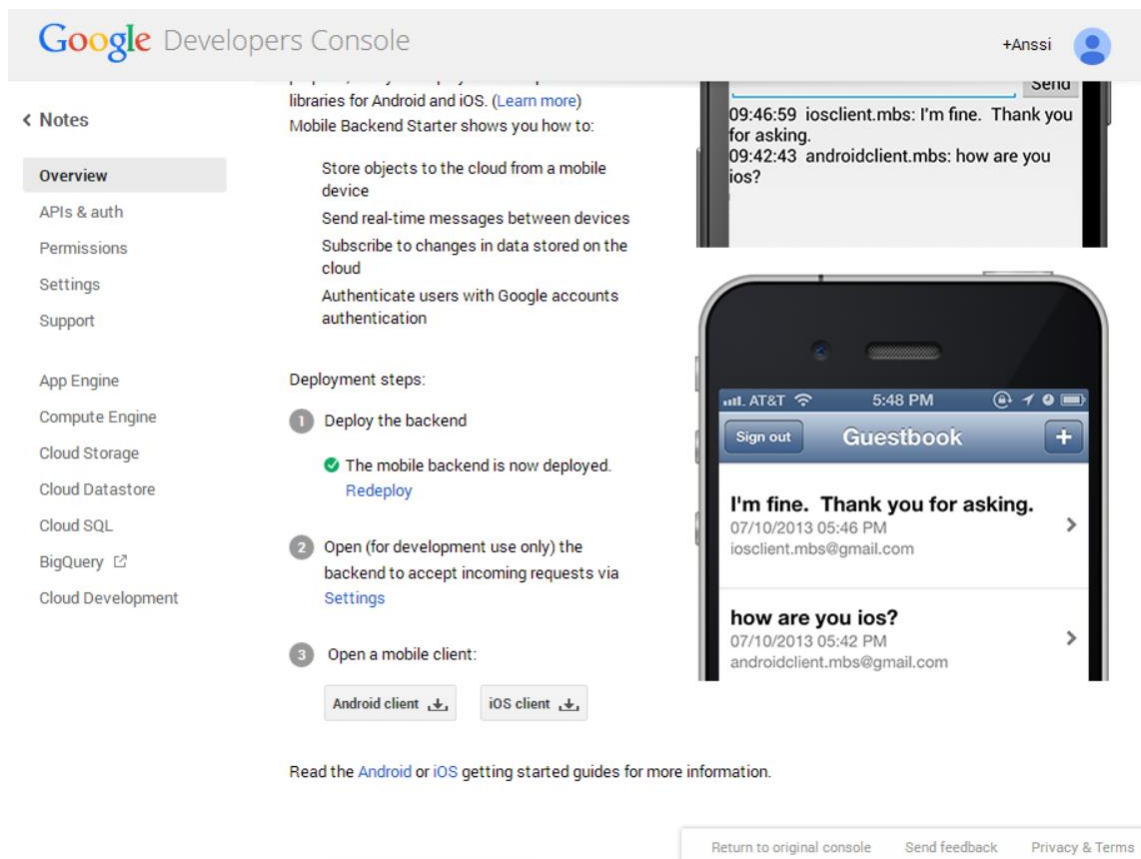 Google Developers Console
+Anssi
< Notes
Overview
APIs & auth
Permissions
Settings
Support
App Engine
Compute Engine
Cloud Storage
Cloud Datastore
Cloud SQL
BigQuery
Cloud Development
libraries for Android and iOS. (Learn more)
Mobile Backend Starter shows you how to:
Store objects to the cloud from a mobile
device
Send real-time messages between devices
Subscribe to changes in data stored on the
cloud
Authenticate users with Google accounts
authentication
Deployment steps:
1 Deploy the backend
The mobile backend is now deployed.
Redeploy
2 Open (for development use only) the
backend to accept incoming requests via
Settings
3 Open a mobile client:
Android client
iOS client
Read the Android or iOS getting started guides for more information.
Send
09:46:59 iosclient.mbs: I'm fine. Thank you
for asking.
09:42:43 androidclient.mbs: how are you
ios?
AT&T 5:48 PM
Sign out Guestbook +
I'm fine. Thank you for asking.
07/10/2013 05:46 PM
iosclient.mbs@gmail.com
how are you ios?
07/10/2013 05:42 PM
androidclient.mbs@gmail.com
Return to original console Send feedback Privacy & Terms